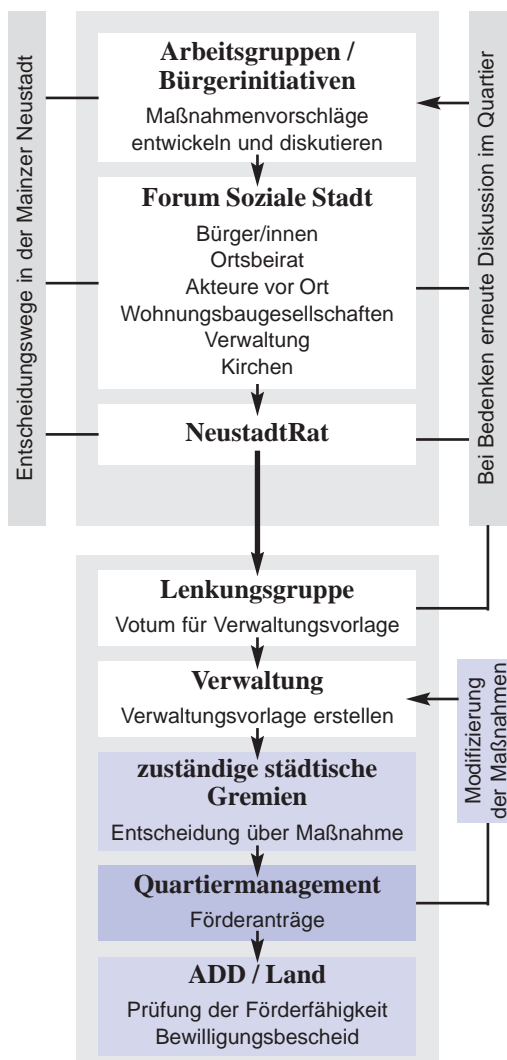 Entscheidungswege in der Mainzer Neustadt
Arbeitsgruppen /
Bürgerinitiativen
Maßnahmenvorschläge
entwickeln und diskutieren
Forum Soziale Stadt
Bürger/innen
Ortsbeirat
Akteure vor Ort
Wohnungsbaugesellschaften
Verwaltung
Kirchen
NeustadtRat
Bei Bedenken erneute Diskussion im Quartier
Lenkungsgruppe
Votum für Verwaltungsvorlage
Verwaltung
Verwaltungsvorlage erstellen
zuständige städtische
Gremien
Entscheidung über Maßnahme
Modifizierung
der Maßnahmen
Quartiermanagement
Förderanträge
ADD / Land
Prüfung der Förderfähigkeit
Bewilligungsbescheid